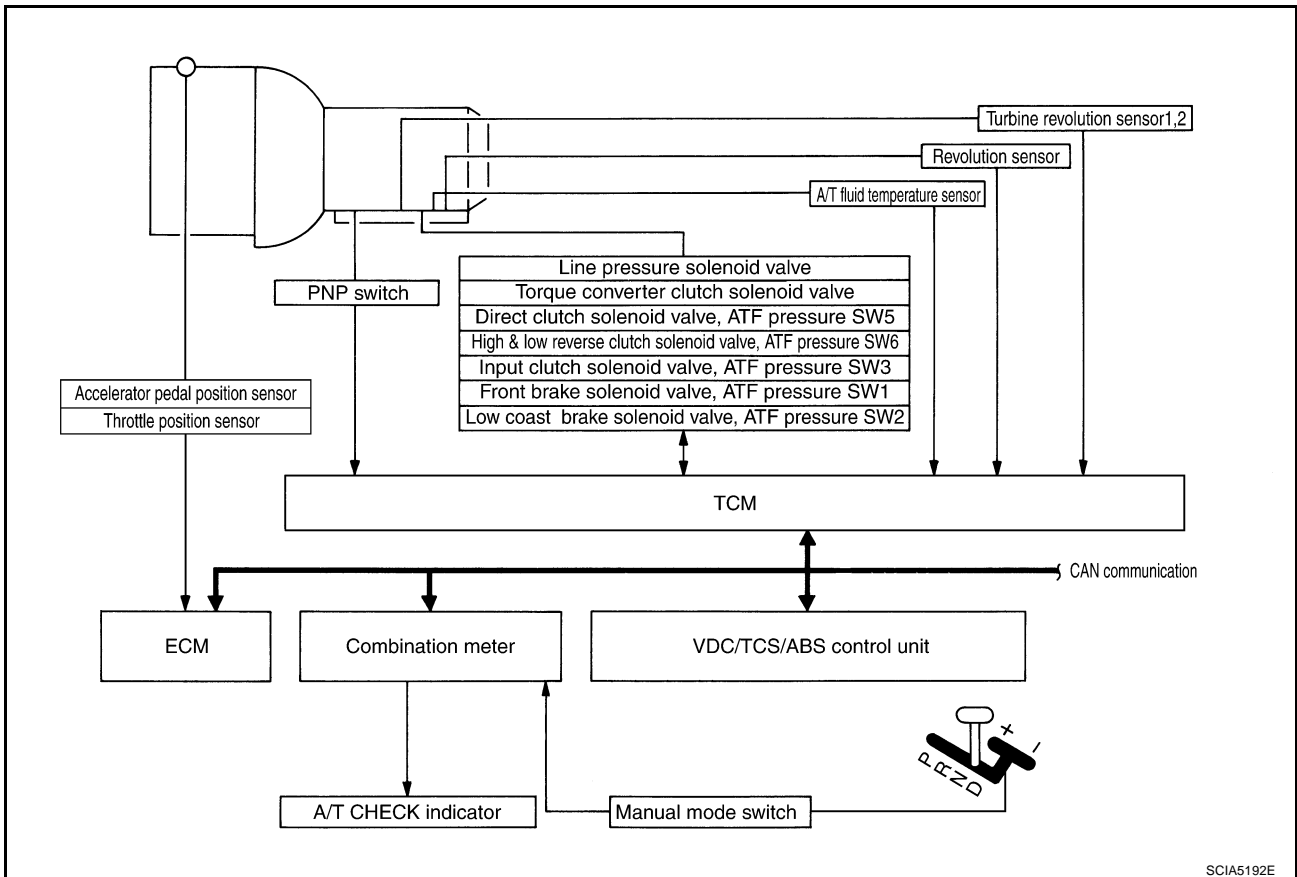 Turbine revolution sensor1,2
Revolution sensor
A/T fluid temperature sensor
Line pressure solenoid valve
PNP switch
Torque converter clutch solenoid valve
Direct clutch solenoid valve, ATF pressure SW5
High & low reverse clutch solenoid valve, ATF pressure SW6
Input clutch solenoid valve, ATF pressure SW3
Accelerator pedal position sensor
Front brake solenoid valve, ATF pressure SW1
Throttle position sensor
Low coast brake solenoid valve, ATF pressure SW2
TCM
CAN communication
ECM
Combination meter
VDC/TCS/ABS control unit
+ -
P R N D
A/T CHECK indicator
Manual mode switch
SCIA5192E